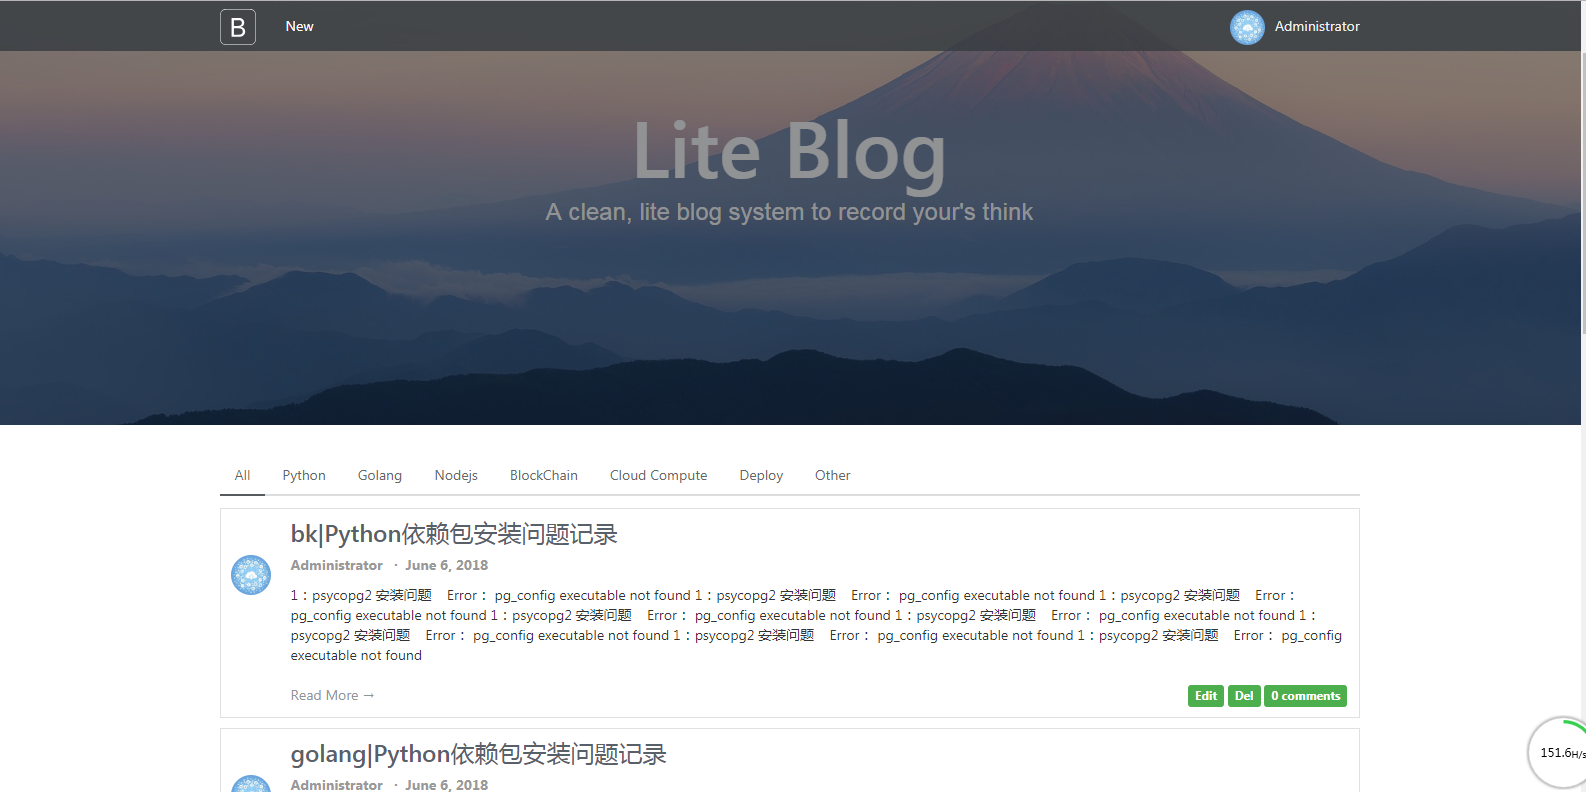 B New Administrator
Lite Blog
A clean, lite blog system to record your's think
All Python Golang Nodejs BlockChain Cloud Compute Deploy Other
bk|Python依赖包安装问题记录
Administrator · June 6, 2018
1：psycopg2 安装问题 Error： pg_config executable not found 1：psycopg2 安装问题 Error： pg_config executable not found 1：psycopg2 安装问题 Error：
pg_config executable not found 1：psycopg2 安装问题 Error： pg_config executable not found 1：psycopg2 安装问题 Error： pg_config executable not found 1：
psycopg2 安装问题 Error： pg_config executable not found 1：psycopg2 安装问题 Error： pg_config executable not found 1：psycopg2 安装问题 Error： pg_config
executable not found
Read More → Edit Del 0 comments
golang|Python依赖包安装问题记录
151.6H/s
Administrator · June 6, 2018